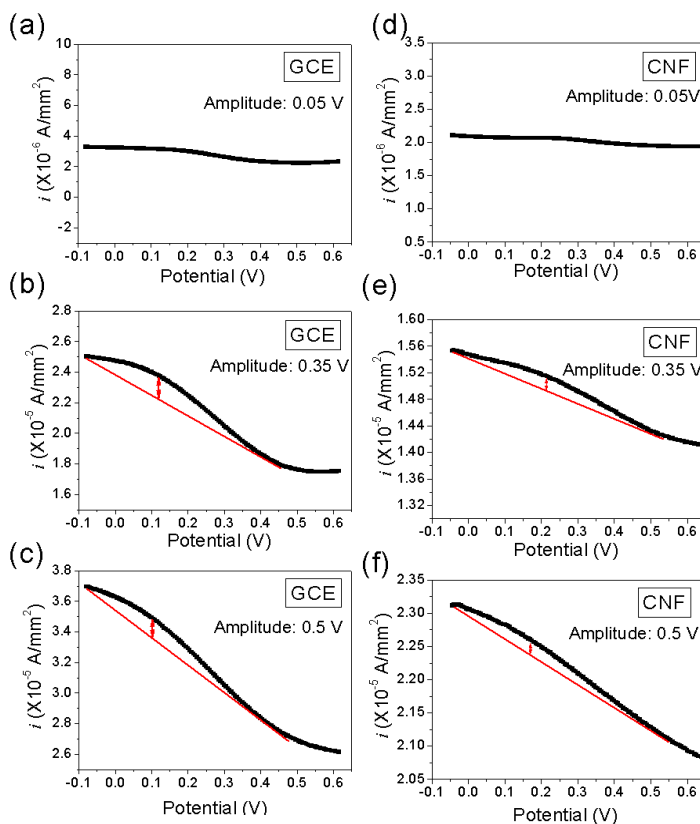 (a)
GCE
Amplitude: 0.05 V
i (X10⁻⁶ A/mm²)
10
8
6
4
2
0
-2
-0.1 0.0 0.1 0.2 0.3 0.4 0.5 0.6
Potential (V)
(d)
CNF
Amplitude: 0.05V
i (X10⁻⁶ A/mm²)
3.5
3.0
2.5
2.0
1.5
1.0
0.5
-0.1 0.0 0.1 0.2 0.3 0.4 0.5 0.6
Potential (V)
(b)
GCE
Amplitude: 0.35 V
i (X10⁻⁵ A/mm²)
2.8
2.6
2.4
2.2
2.0
1.8
1.6
-0.1 0.0 0.1 0.2 0.3 0.4 0.5 0.6
Potential (V)
(e)
CNF
Amplitude: 0.35 V
i (X10⁻⁵ A/mm²)
1.60
1.56
1.52
1.48
1.44
1.40
1.36
1.32
-0.1 0.0 0.1 0.2 0.3 0.4 0.5 0.6
Potential (V)
(c)
GCE
Amplitude: 0.5 V
i (X10⁻⁵ A/mm²)
3.8
3.6
3.4
3.2
3.0
2.8
2.6
-0.1 0.0 0.1 0.2 0.3 0.4 0.5 0.6
Potential (V)
(f)
CNF
Amplitude: 0.5 V
i (X10⁻⁵ A/mm²)
2.35
2.30
2.25
2.20
2.15
2.10
2.05
-0.1 0.0 0.1 0.2 0.3 0.4 0.5 0.6
Potential (V)